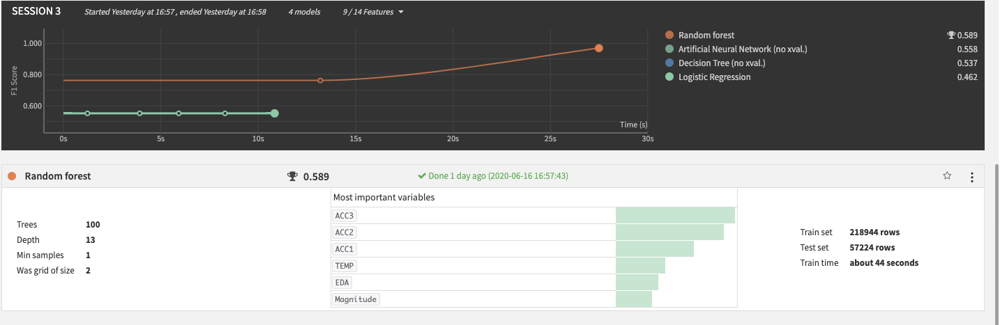 SESSION 3 Started Yesterday at 16:57 , ended Yesterday at 16:58 4 models 9 / 14 Features
F1 Score
1.000
0.800
0.600
Time (s)
0s 5s 10s 15s 20s 25s 30s
Random forest 0.589
Artificial Neural Network (no xval.) 0.558
Decision Tree (no xval.) 0.537
Logistic Regression 0.462
Random forest 0.589 Done 1 day ago (2020-06-16 16:57:43)
Trees 100
Depth 13
Min samples 1
Was grid of size 2
Most important variables
ACC3
ACC2
ACC1
TEMP
EDA
Magnitude
Train set 218944 rows
Test set 57224 rows
Train time about 44 seconds